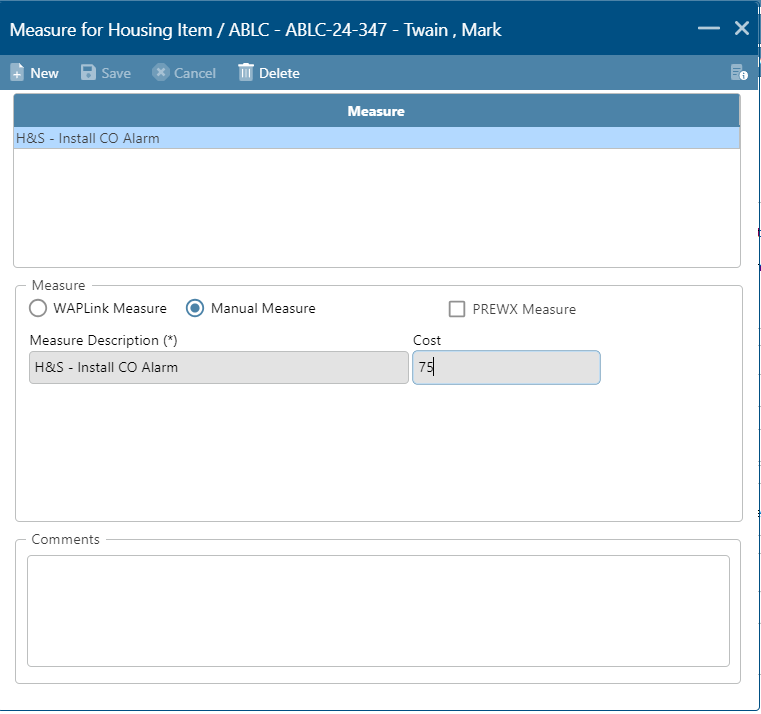 Measure for Housing Item / ABLC - ABLC-24-347 - Twain , Mark
New Save Cancel Delete
Measure
H&S - Install CO Alarm
Measure
WAPLink Measure Manual Measure PREWX Measure
Measure Description (*) Cost
H&S - Install CO Alarm 75
Comments